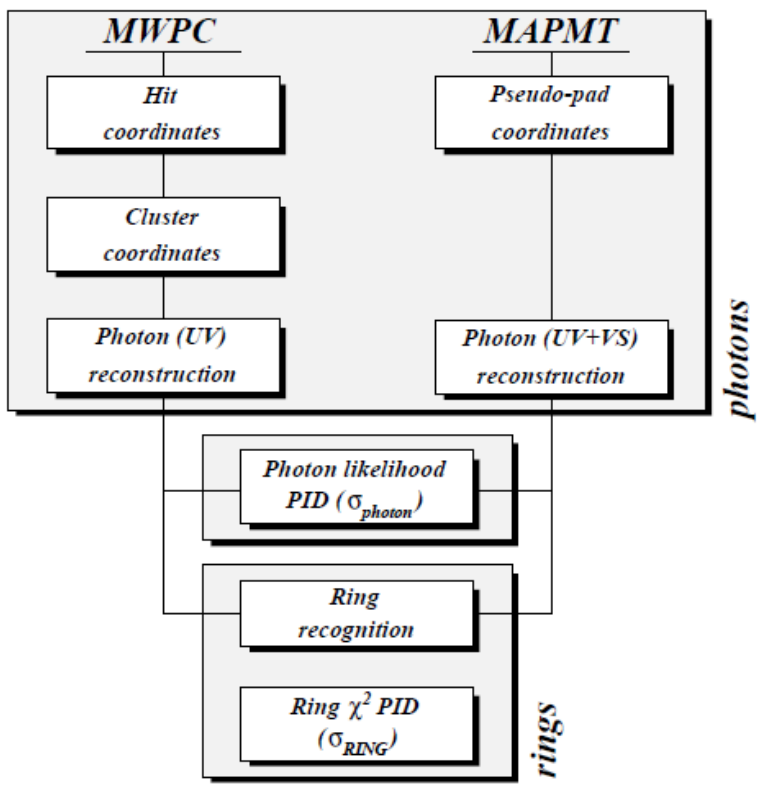 MWPC
Hit
coordinates
Cluster
coordinates
Photon (UV)
reconstruction
MAPMT
Pseudo-pad
coordinates
Photon (UV+VS)
reconstruction
photons
Photon likelihood
PID (σphoton)
Ring
recognition
Ring χ² PID
(σRING)
rings